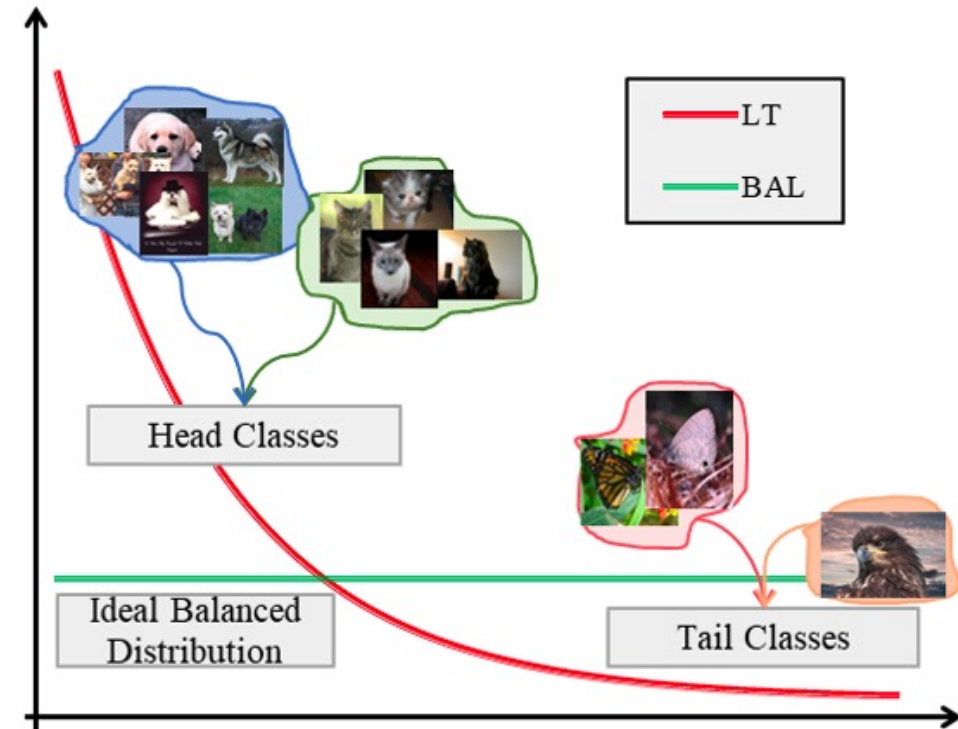 LT
BAL
Head Classes
Ideal Balanced
Distribution
Tail Classes